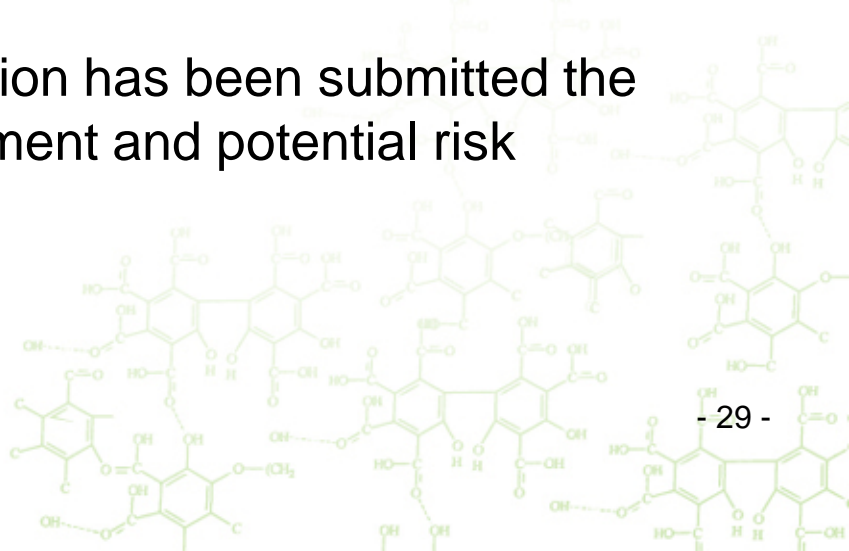 ion has been submitted the
ment and potential risk
- 29 -